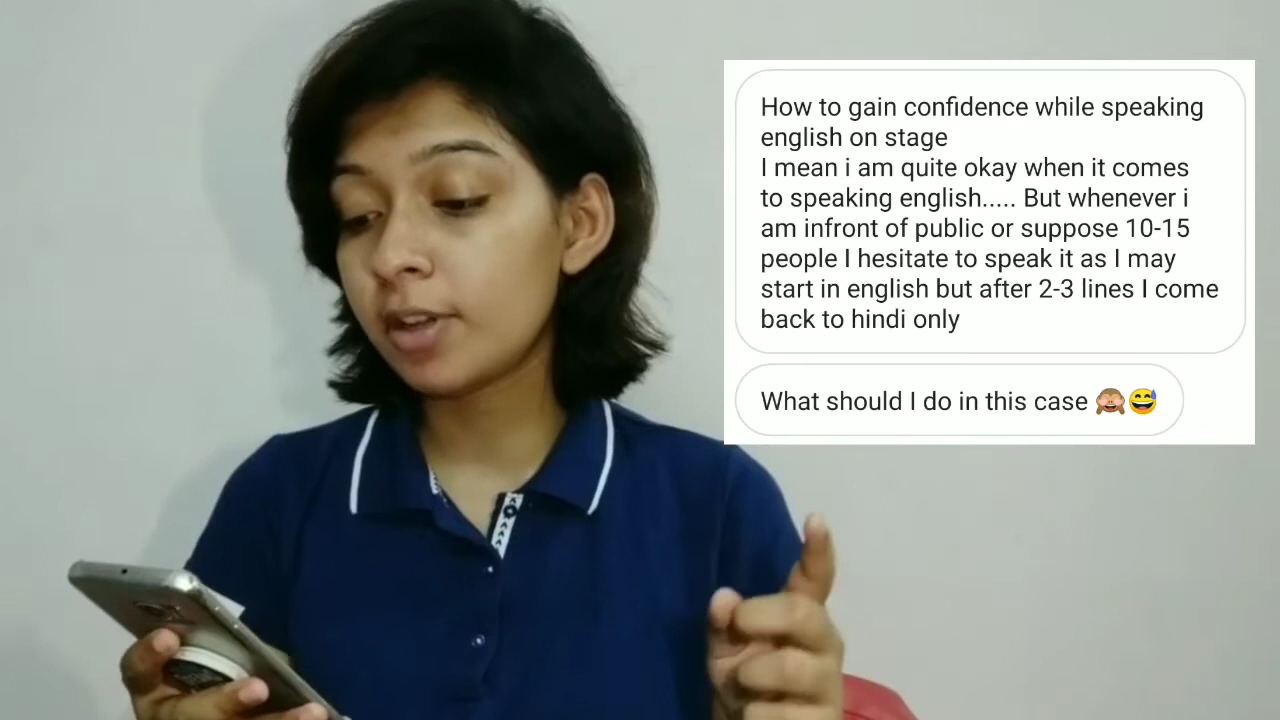 How to gain confidence while speaking
english on stage
I mean i am quite okay when it comes
to speaking english..... But whenever i
am infront of public or suppose 10-15
people I hesitate to speak it as I may
start in english but after 2-3 lines I come
back to hindi only
What should I do in this case 🙈😅